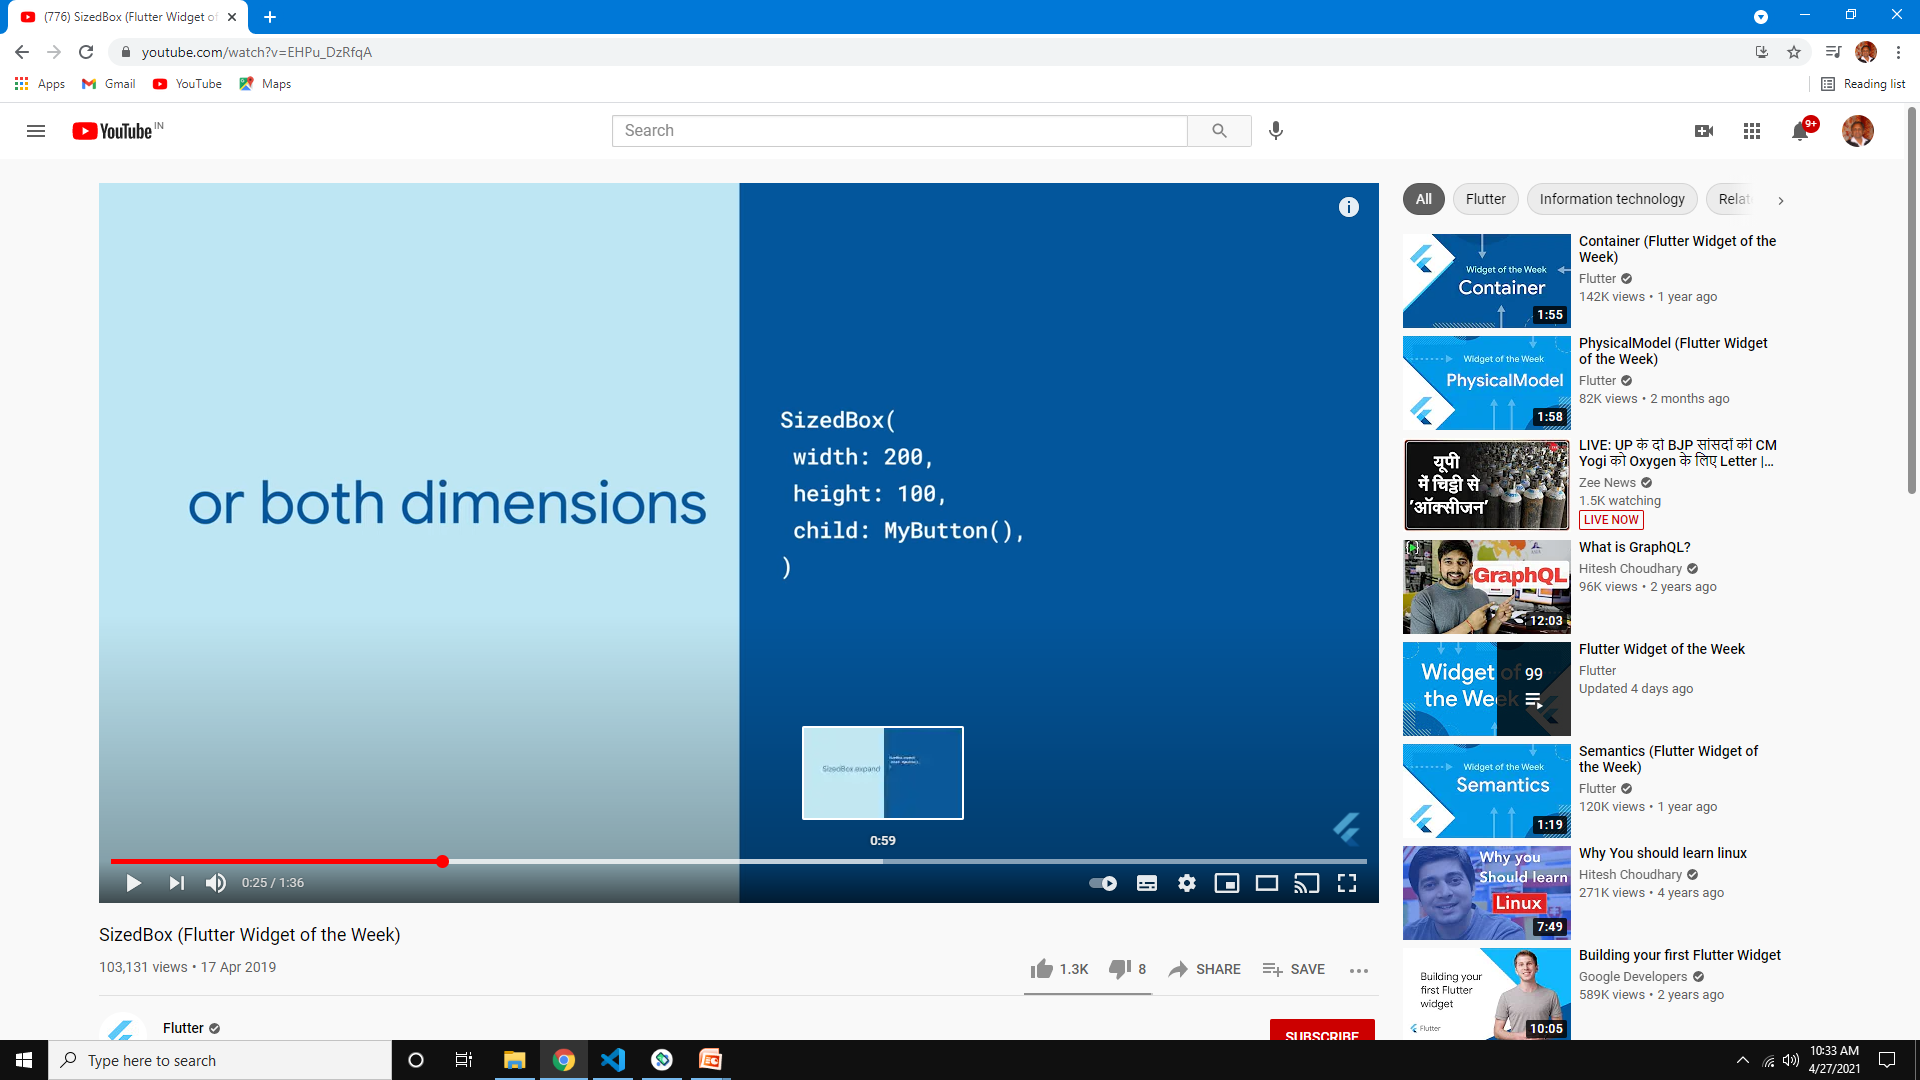 (776) SizedBox (Flutter Widget of
youtube.com/watch?v=EHPu_DzRfqA
Apps Gmail YouTube Maps Reading list
YouTube IN
Search
9+
or both dimensions
SizedBox(
width: 200,
height: 100,
child: MyButton(),
)
SizedBox.expand
0:59
0:25 / 1:36
SizedBox (Flutter Widget of the Week)
103,131 views • 17 Apr 2019
1.3K 8 SHARE SAVE
Flutter
SUBSCRIBE
All Flutter Information technology Relat
Widget of the Week
Container
1:55
Container (Flutter Widget of the
Week)
Flutter
142K views • 1 year ago
Widget of the Week
PhysicalModel
1:58
PhysicalModel (Flutter Widget
of the Week)
Flutter
82K views • 2 months ago
यूपी
में चिट्ठी से
'ऑक्सीजन'
LIVE: UP के दो BJP सांसदों की CM
Yogi को Oxygen के लिए Letter |...
Zee News
1.5K watching
LIVE NOW
GraphQL
12:03
What is GraphQL?
Hitesh Choudhary
96K views • 2 years ago
Widget of
the Week
99
Flutter Widget of the Week
Flutter
Updated 4 days ago
Widget of the Week
Semantics
1:19
Semantics (Flutter Widget of
the Week)
Flutter
120K views • 1 year ago
Why you
Should learn
Linux
7:49
Why You should learn linux
Hitesh Choudhary
271K views • 4 years ago
Building your
first Flutter
widget
Flutter
10:05
Building your first Flutter Widget
Google Developers
589K views • 2 years ago
Type here to search
10:33 AM
4/27/2021